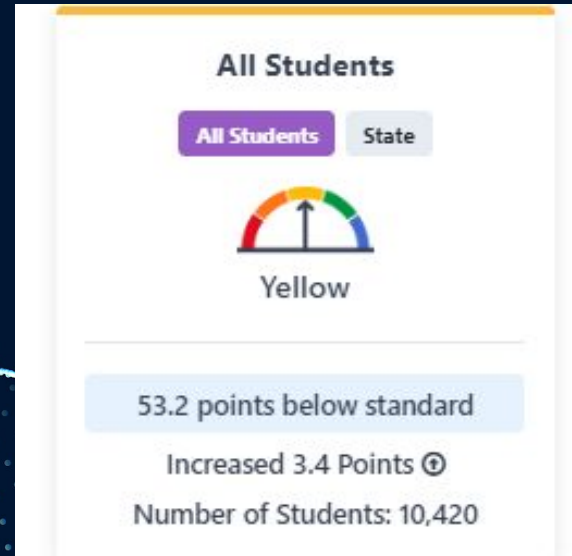 All Students
All Students State
Yellow
53.2 points below standard
Increased 3.4 Points
Number of Students: 10,420